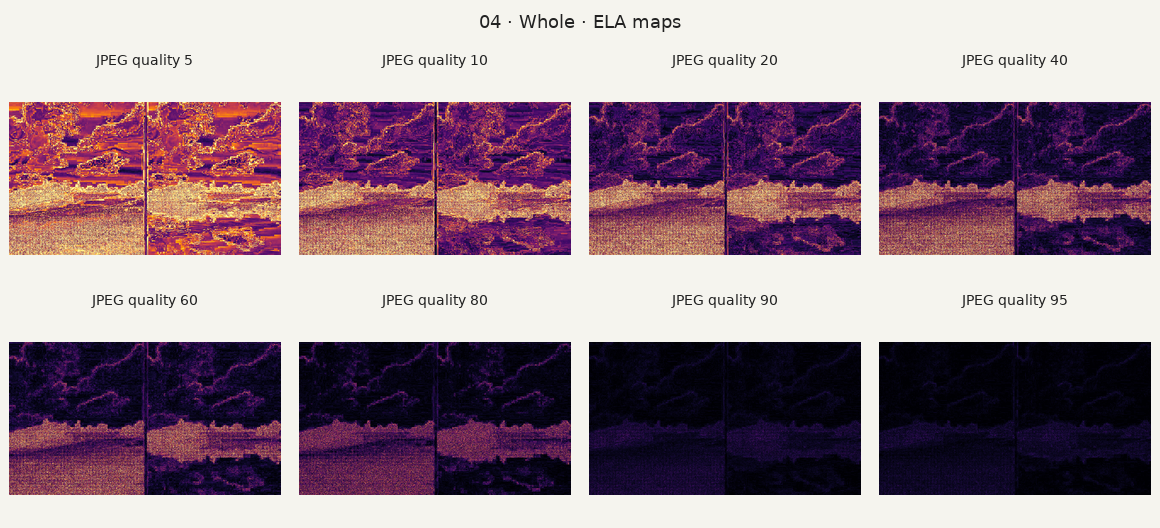 04 · Whole · ELA maps
JPEG quality 5
JPEG quality 10
JPEG quality 20
JPEG quality 40
JPEG quality 60
JPEG quality 80
JPEG quality 90
JPEG quality 95